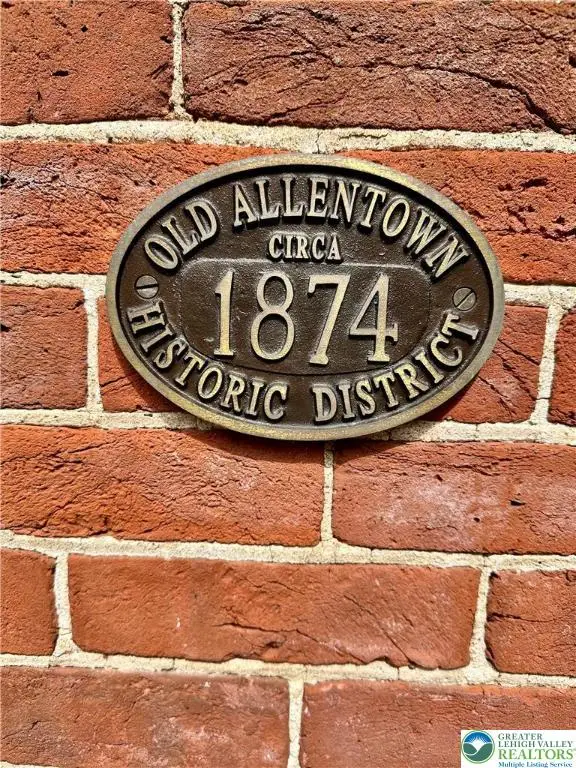 OLD ALLENTOWN
CIRCA
1874
HISTORIC DISTRICT
GREATER
LEHIGH VALLEY
REALTORS®
Multiple Listing Service